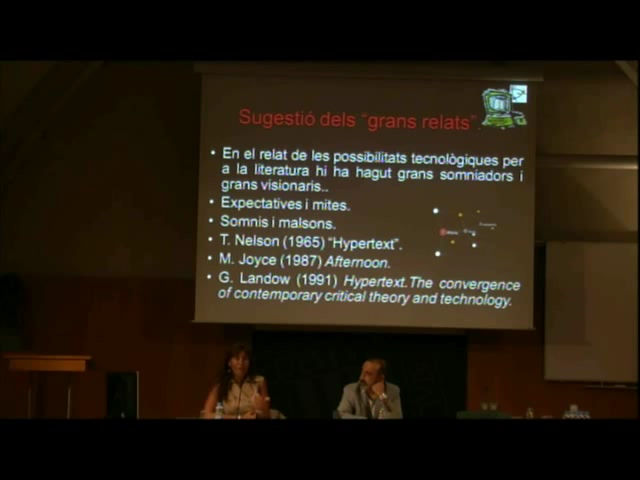 Sugestió dels "grans relats".
• En el relat de les possibilitats tecnològiques per
a la literatura hi ha hagut grans somniadors i
grans visionaris..
• Expectatives i mites.
• Somnis i malsons.
• T. Nelson (1965) "Hypertext".
• M. Joyce (1987) Afternoon.
• G. Landow (1991) Hypertext.The convergence
of contemporary critical theory and technology.